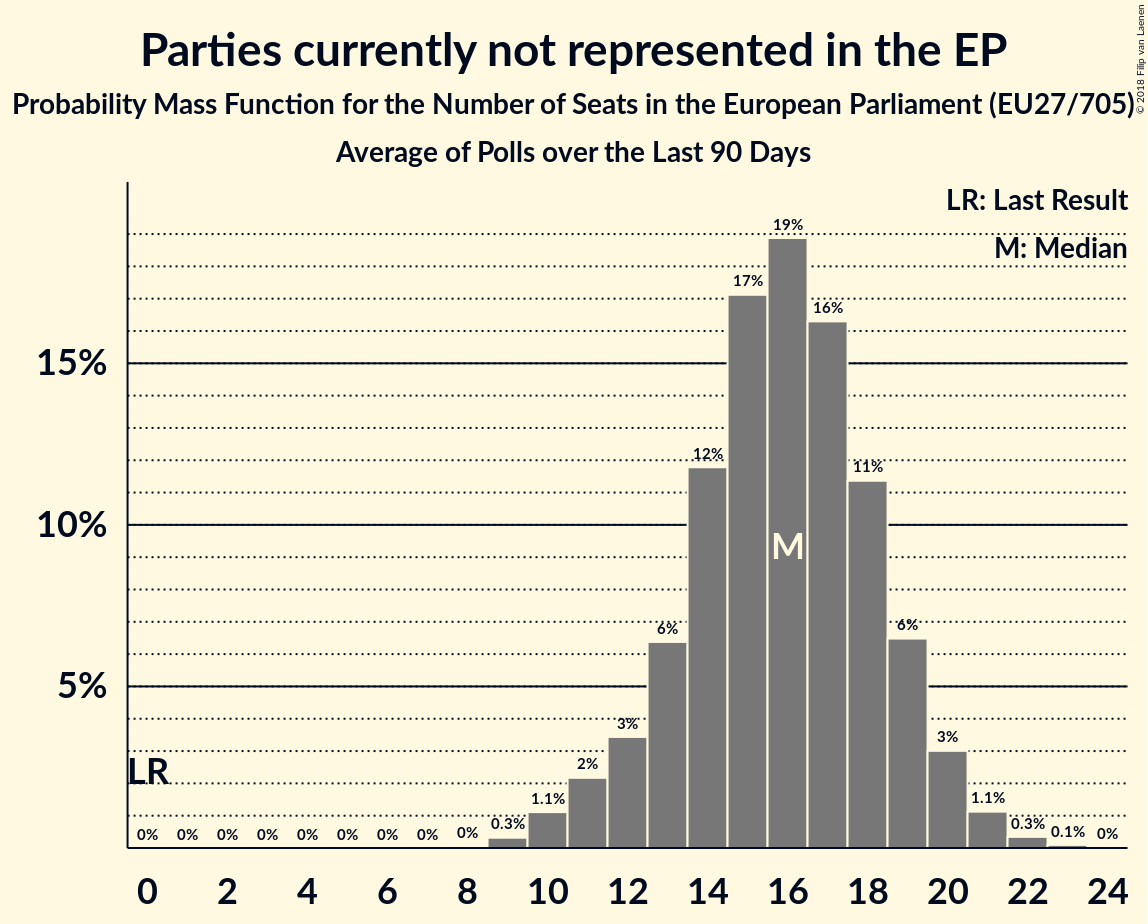 Parties currently not represented in the EP
Probability Mass Function for the Number of Seats in the European Parliament (EU27/705)
Average of Polls over the Last 90 Days
© 2018 Filip van Laenen
LR: Last Result
M: Median
19%
17%
16%
15%
12%
11%
10%
M
6%
6%
5%
3%
3%
LR
2%
1.1%
1.1%
0% 0% 0% 0% 0% 0% 0% 0% 0% 0.3% 0.3% 0.1% 0%
0 2 4 6 8 10 12 14 16 18 20 22 24